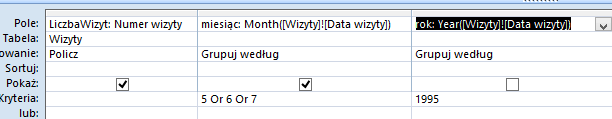 Pole: LiczbaWizyt: Numer wizyty miesiąc: Month([Wizyty]![Data wizyty]) rok: Year([Wizyty]![Data wizyty])
Tabela: Wizyty
owanie: Policz Grupuj według Grupuj według
Sortuj:
Pokaż:
Kryteria: 5 Or 6 Or 7 1995
lub: